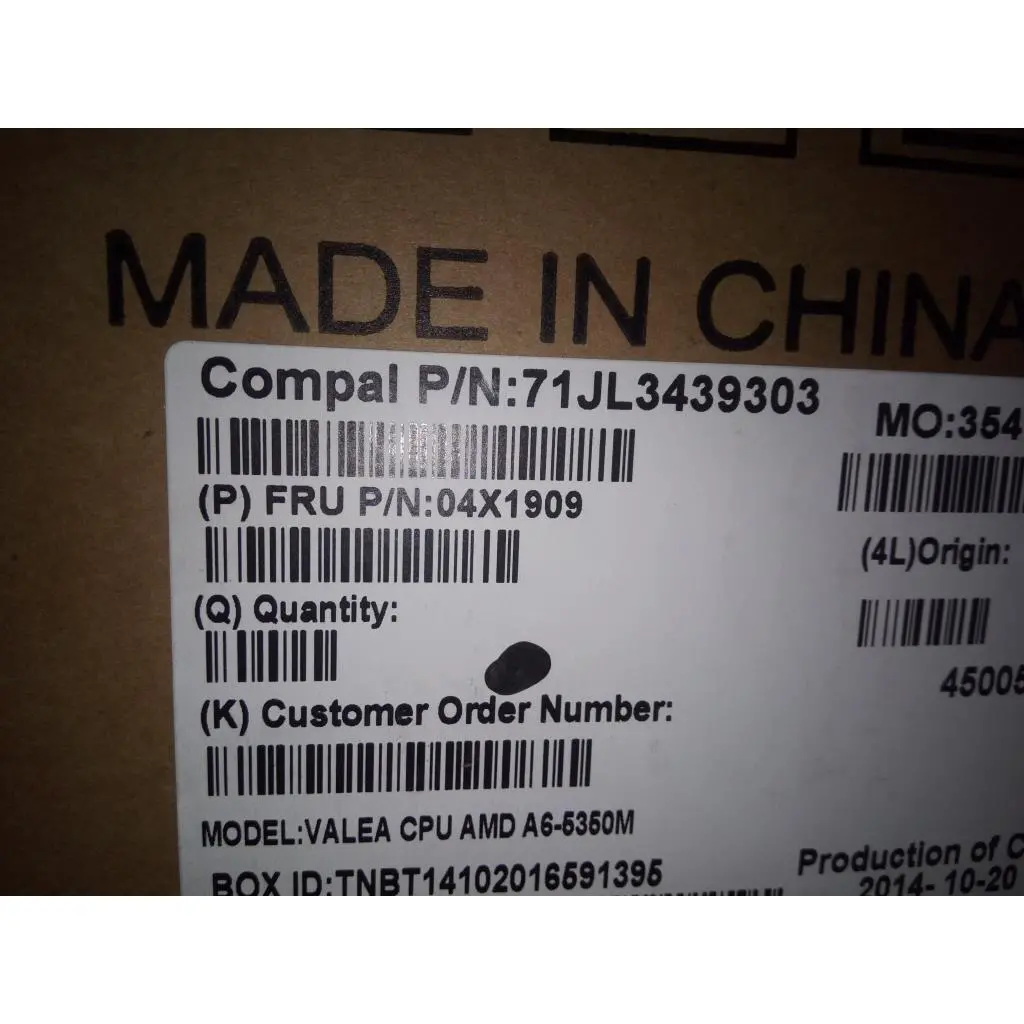 MADE IN CHINA
Compal P/N:71JL3439303
MO:354
(P) FRU P/N:04X1909
(4L)Origin:
(Q) Quantity:
45005
(K) Customer Order Number:
MODEL:VALEA CPU AMD A6-5350M
Production of C
BOX ID:TNBT14102016591395
2014-10-20